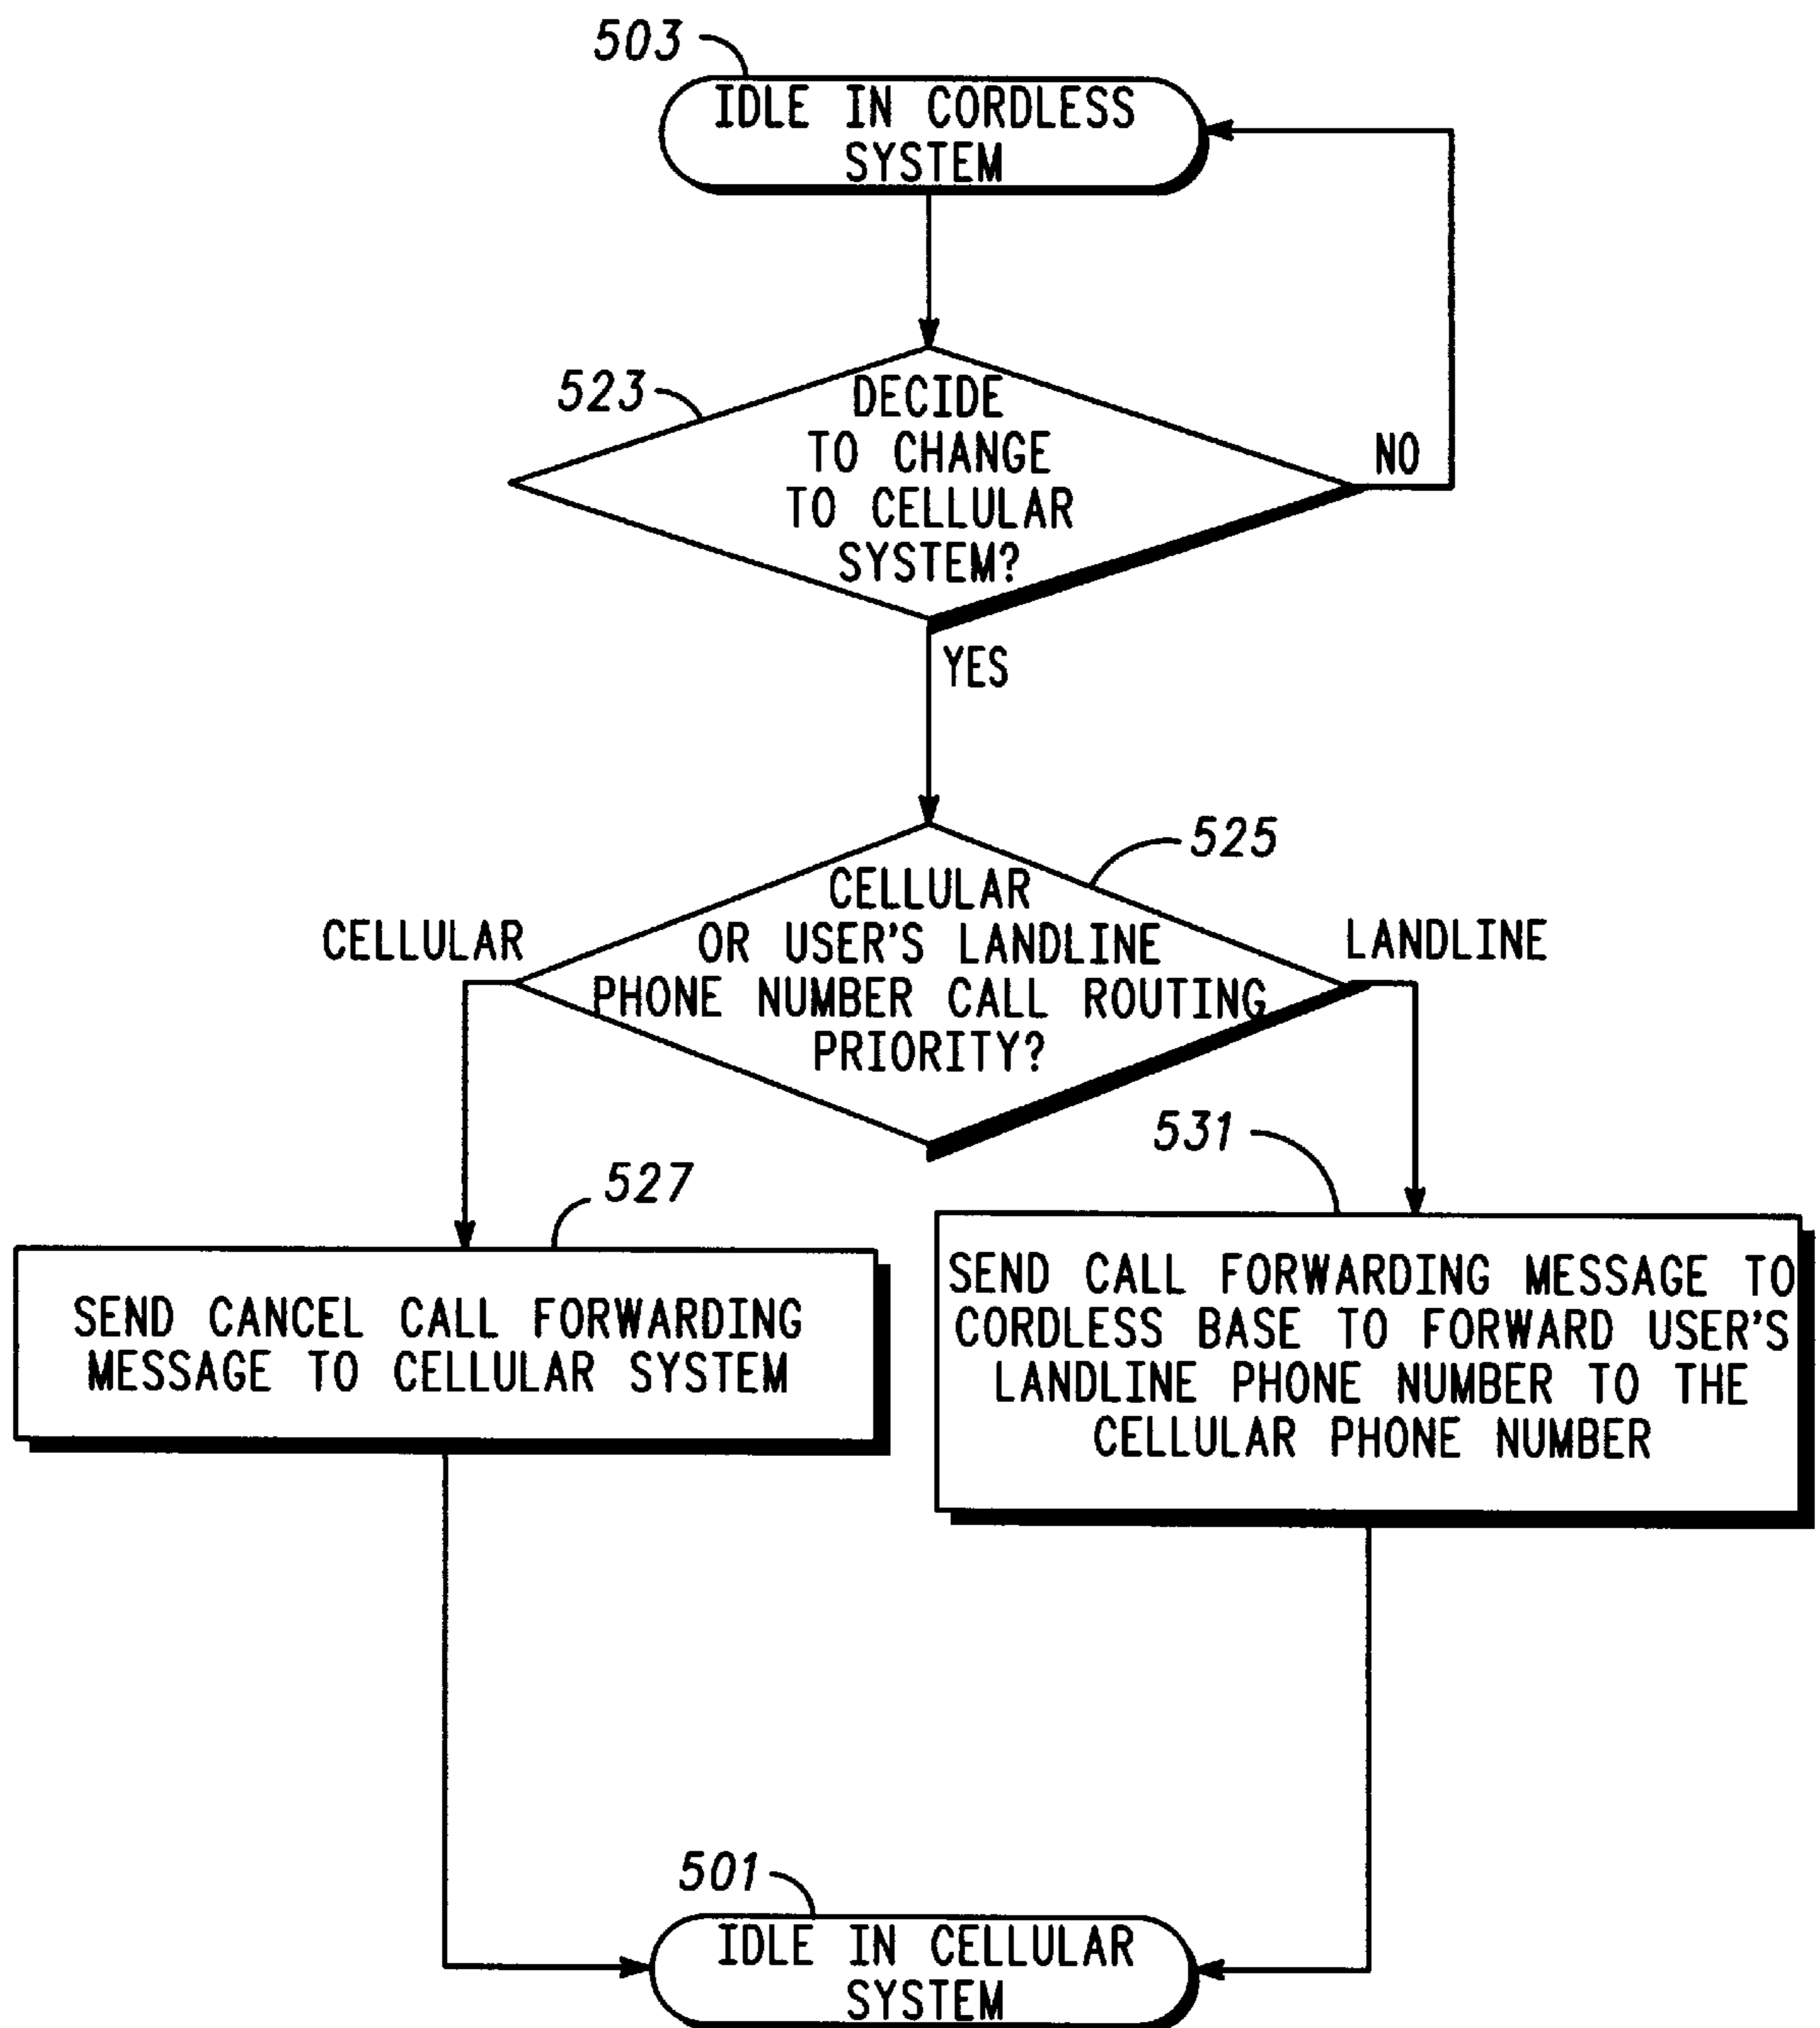 503
IDLE IN CORDLESS
SYSTEM
523
DECIDE
TO CHANGE
TO CELLULAR
SYSTEM?
NO
YES
525
CELLULAR
OR USER'S LANDLINE
PHONE NUMBER CALL ROUTING
PRIORITY?
CELLULAR
LANDLINE
527
SEND CANCEL CALL FORWARDING
MESSAGE TO CELLULAR SYSTEM
531
SEND CALL FORWARDING MESSAGE TO
CORDLESS BASE TO FORWARD USER'S
LANDLINE PHONE NUMBER TO THE
CELLULAR PHONE NUMBER
501
IDLE IN CELLULAR
SYSTEM